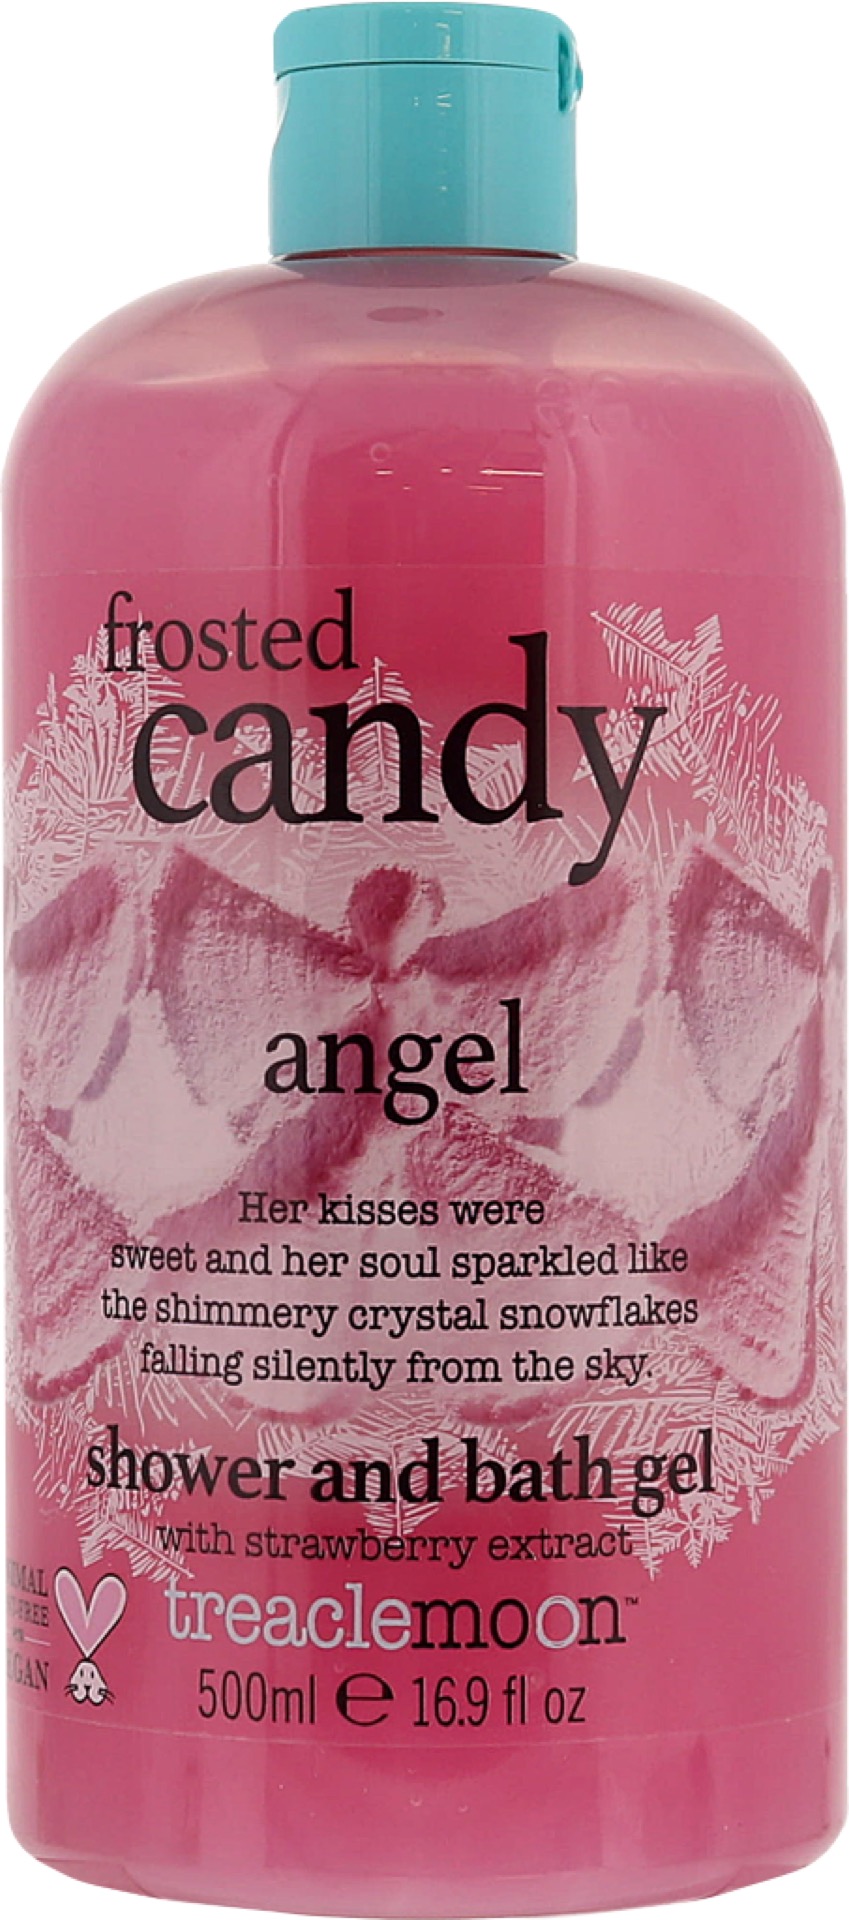 frosted
candy
angel
Her kisses were
sweet and her soul sparkled like
the shimmery crystal snowflakes
falling silently from the sky.
shower and bath gel
with strawberry extract
treaclemoon™
500ml ℮ 16.9 fl oz